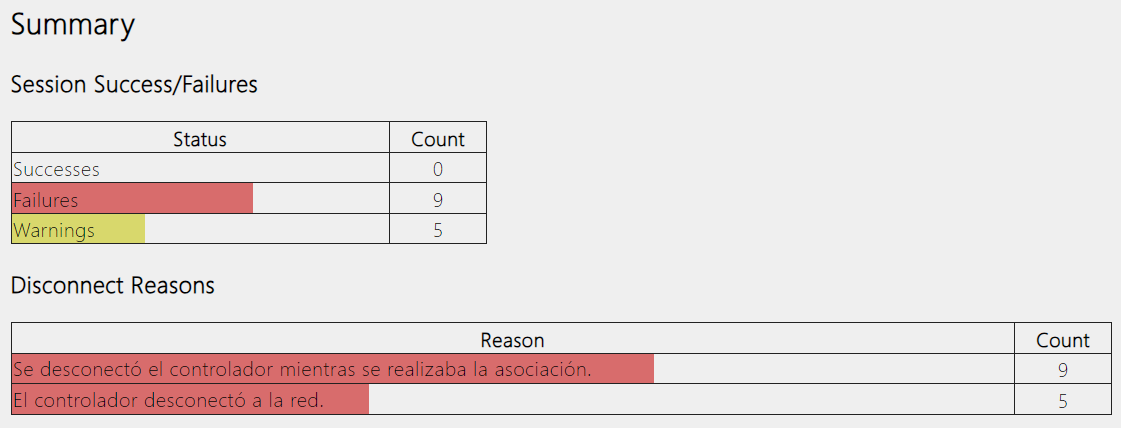 Summary
Session Success/Failures
Status Count
Successes 0
Failures 9
Warnings 5
Disconnect Reasons
Reason Count
Se desconectó el controlador mientras se realizaba la asociación. 9
El controlador desconectó a la red. 5